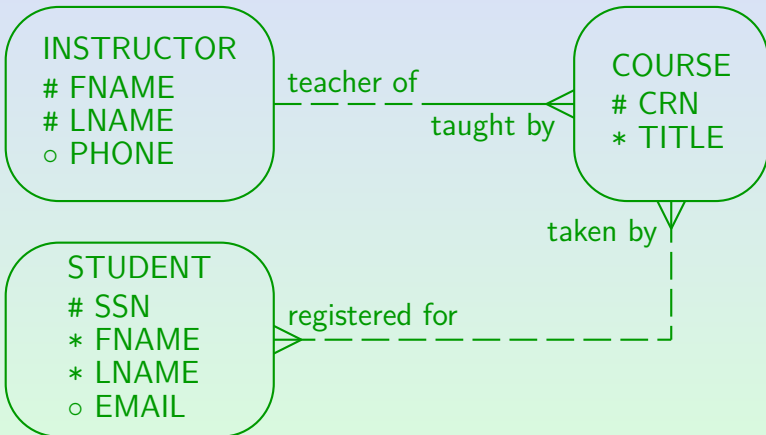 INSTRUCTOR
# FNAME
# LNAME
○ PHONE
teacher of
taught by
COURSE
# CRN
* TITLE
taken by
STUDENT
# SSN
* FNAME
* LNAME
○ EMAIL
registered for